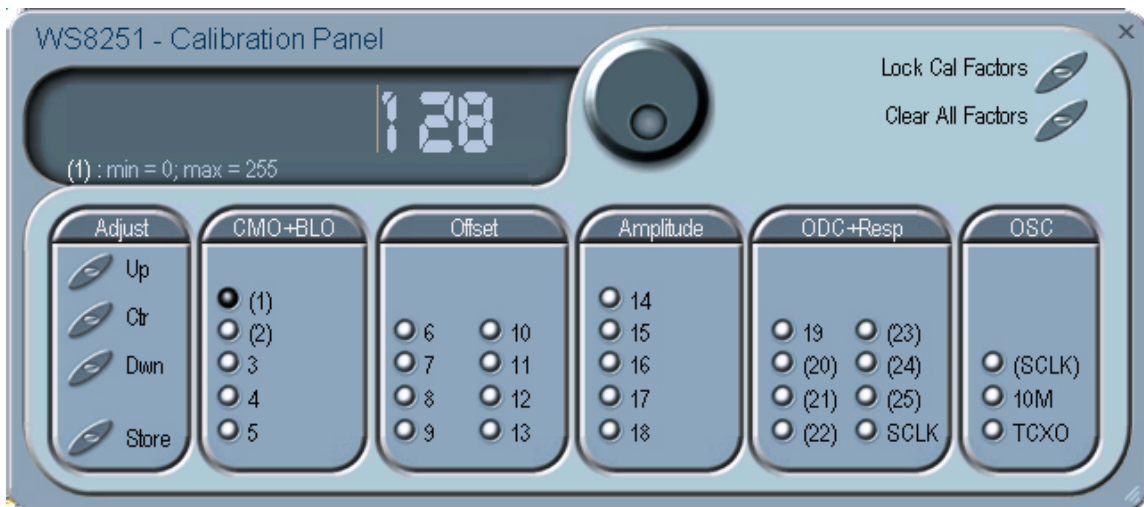 WS8251 - Calibration Panel
128
(1) : min = 0; max = 255
Lock Cal Factors
Clear All Factors
Adjust
Up
Ctr
Dwn
Store
CMO+BLO
(1)
(2)
3
4
5
Offset
6
7
8
9
10
11
12
13
Amplitude
14
15
16
17
18
ODC+Resp
19
(20)
(21)
(22)
(23)
(24)
(25)
SCLK
OSC
(SCLK)
10M
TCXO